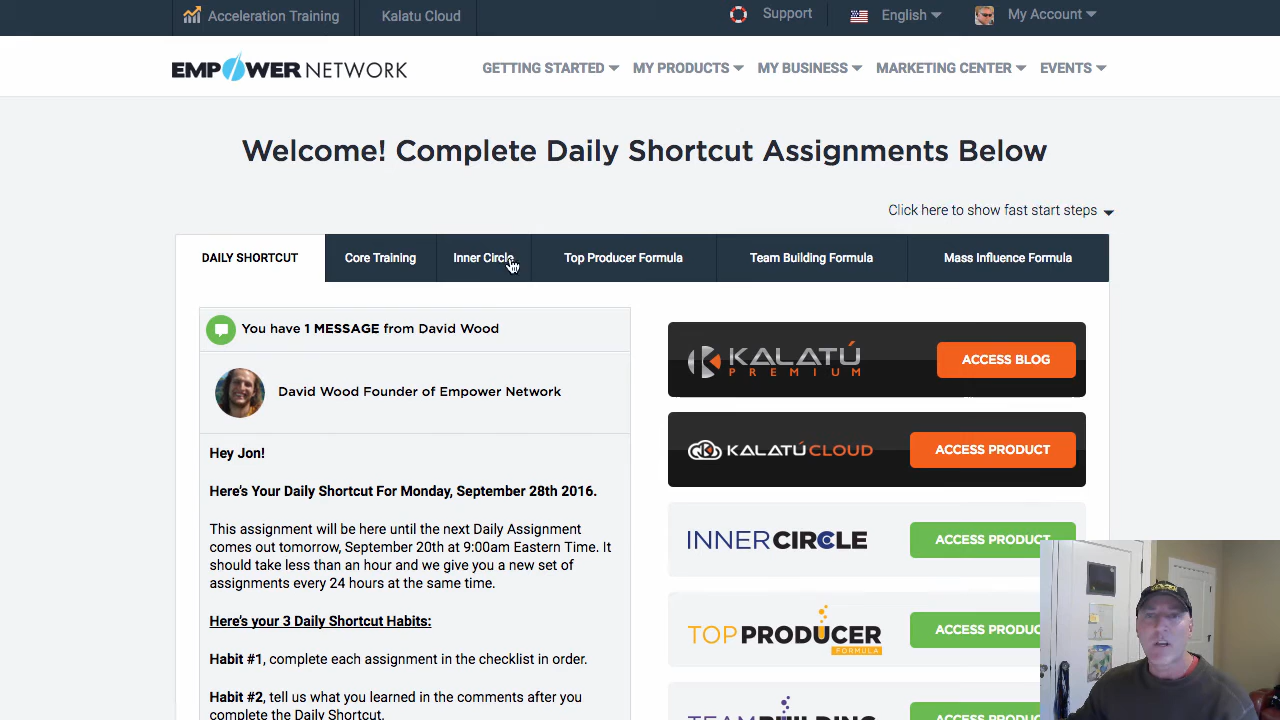 Acceleration Training
Kalatu Cloud
Support
English
My Account
EMPOWER NETWORK
GETTING STARTED
MY PRODUCTS
MY BUSINESS
MARKETING CENTER
EVENTS
Welcome! Complete Daily Shortcut Assignments Below
Click here to show fast start steps
DAILY SHORTCUT
Core Training
Inner Circle
Top Producer Formula
Team Building Formula
Mass Influence Formula
You have 1 MESSAGE from David Wood
David Wood Founder of Empower Network
Hey Jon!
Here's Your Daily Shortcut For Monday, September 28th 2016.
This assignment will be here until the next Daily Assignment
comes out tomorrow, September 20th at 9:00am Eastern Time. It
should take less than an hour and we give you a new set of
assignments every 24 hours at the same time.
Here's your 3 Daily Shortcut Habits:
Habit #1, complete each assignment in the checklist in order.
Habit #2, tell us what you learned in the comments after you
complete the Daily Shortcut.
KALATÚ
PREMIUM
ACCESS BLOG
KALATÚCLOUD
ACCESS PRODUCT
INNERCIRCLE
ACCESS PRODUCT
TOPPRODUCER
FORMULA
ACCESS PRODUC
TEAMBUILDING